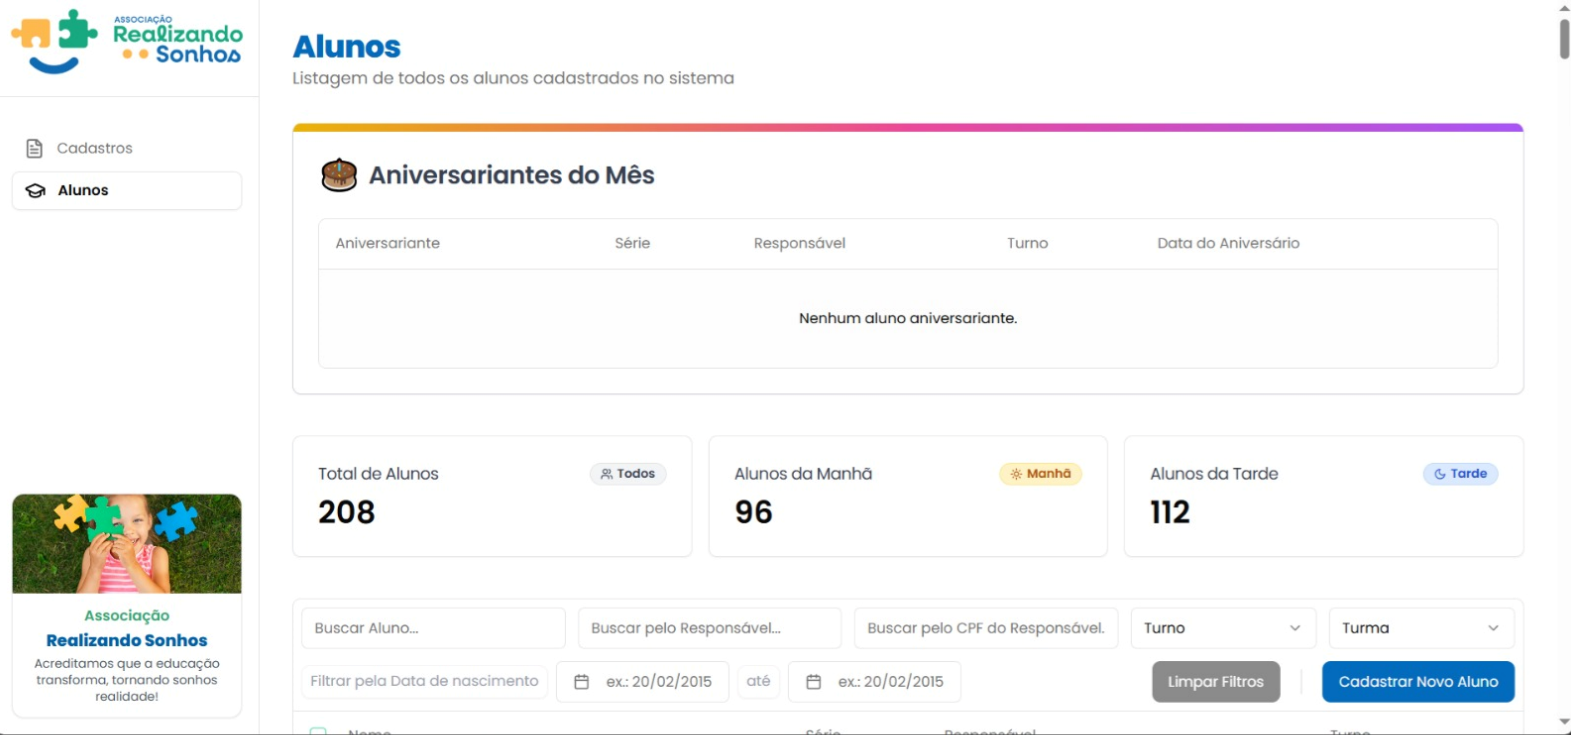 ASSOCIAÇÃO
Realizando
Sonhos
Cadastros
Alunos
Associação
Realizando Sonhos
Acreditamos que a educação
transforma, tornando sonhos
realidade!
Alunos
Listagem de todos os alunos cadastrados no sistema
Aniversariantes do Mês
Aniversariante Série Responsável Turno Data do Aniversário
Nenhum aluno aniversariante.
Total de Alunos Todos
208
Alunos da Manhã Manhã
96
Alunos da Tarde Tarde
112
Buscar Aluno... Buscar pelo Responsável... Buscar pelo CPF do Responsável. Turno Turma
Filtrar pela Data de nascimento ex.: 20/02/2015 até ex.: 20/02/2015 Limpar Filtros Cadastrar Novo Aluno
Nome Série Responsável Turno